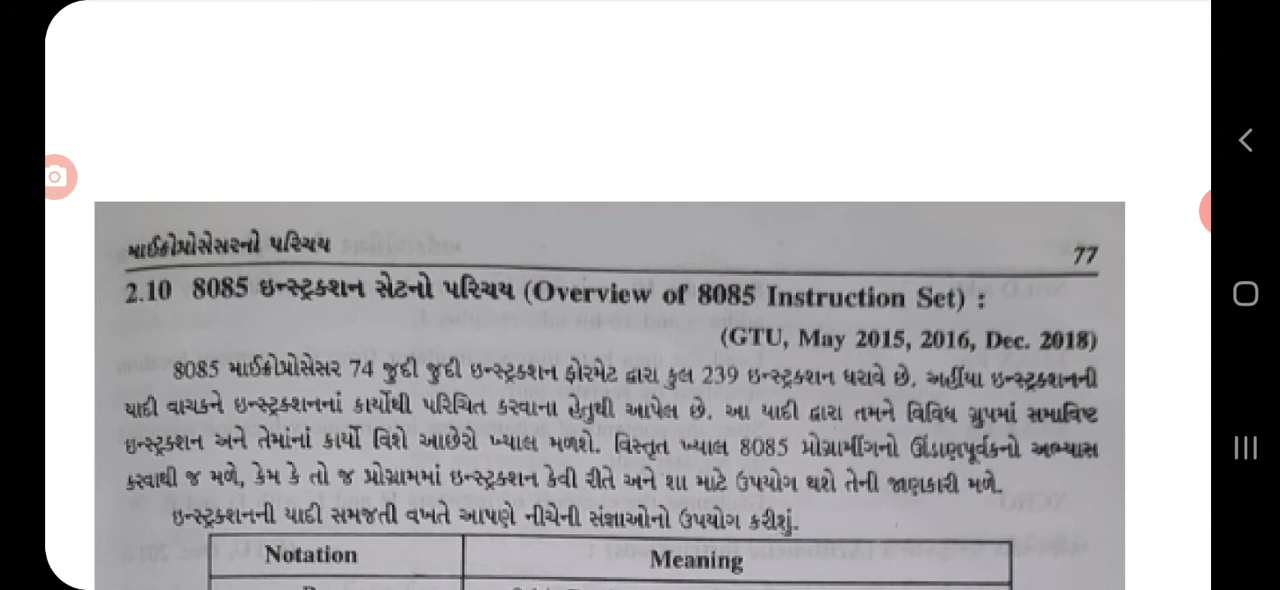 માઈક્રોપ્રોસેસરનો પરિચય 77
2.10 8085 ઇન્સ્ટ્રક્શન સેટનો પરિચય (Overview of 8085 Instruction Set) :
(GTU, May 2015, 2016, Dec. 2018)
8085 માઈક્રોપ્રોસેસર 74 જુદી જુદી ઇન્સ્ટ્રક્શન ફોરમેટ દ્વારા કુલ 239 ઇન્સ્ટ્રક્શન ધરાવે છે. અહીંયા ઇન્સ્ટ્રક્શનની
યાદી વાચકને ઇન્સ્ટ્રક્શનનાં કાર્યોથી પરિચિત કરવાના હેતુથી આપેલ છે. આ યાદી દ્વારા તમને વિવિધ ગ્રુપમાં સમાવિષ્ટ
ઇન્સ્ટ્રક્શન અને તેમાંનાં કાર્યો વિશે આછેરો ખ્યાલ મળશે. વિસ્તૃત ખ્યાલ 8085 પ્રોગ્રામીંગનો ઊંડાણપૂર્વકનો અભ્યાસ
કરવાથી જ મળે, કેમ કે તો જ પ્રોગ્રામમાં ઇન્સ્ટ્રક્શન કેવી રીતે અને શા માટે ઉપયોગ થશે તેની જાણકારી મળે.
ઇન્સ્ટ્રક્શનની યાદી સમજતી વખતે આપણે નીચેની સંજ્ઞાઓનો ઉપયોગ કરીશું.
Notation Meaning